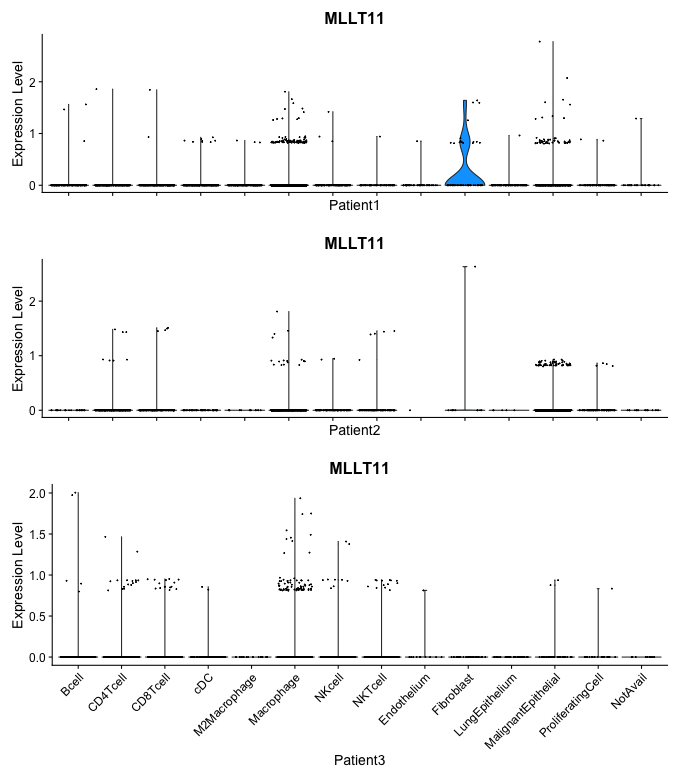 MLLT11
Expression Level
2
1
0
Patient1
MLLT11
Expression Level
2
1
0
Patient2
MLLT11
Expression Level
2.0
1.5
1.0
0.5
0.0
Bcell
CD4Tcell
CD8Tcell
cDC
M2Macrophage
Macrophage
NKcell
NKTcell
Endothelium
Fibroblast
LungEpithelium
MalignantEpithelial
ProliferatingCell
NotAvail
Patient3